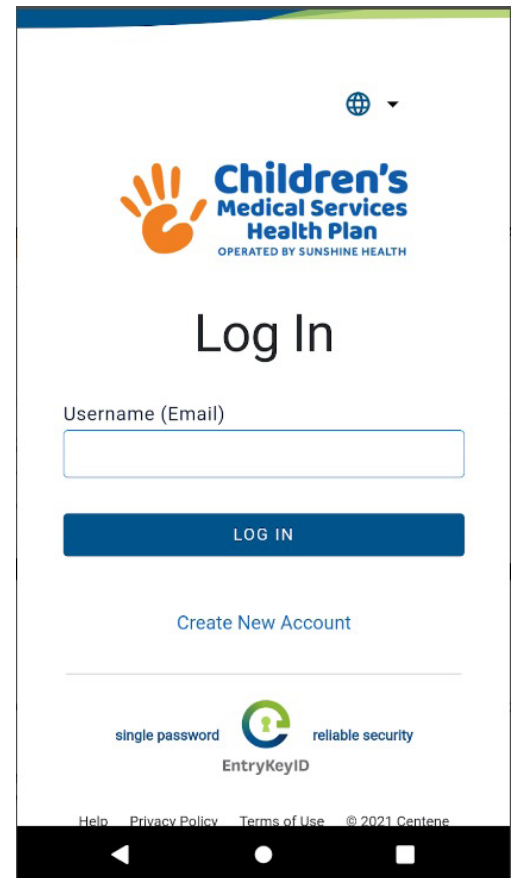 Children's
Medical Services
Health Plan
OPERATED BY SUNSHINE HEALTH
Log In
Username (Email)
LOG IN
Create New Account
single password reliable security
EntryKeyID
Help Privacy Policy Terms of Use © 2021 Centene